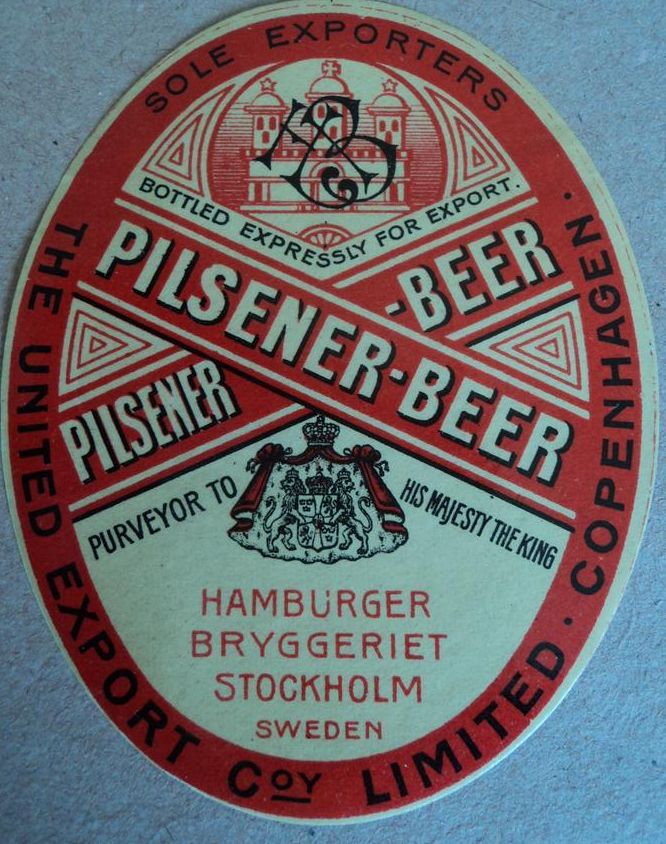 SOLE EXPORTERS
THE UNITED EXPORT COY LIMITED. COPENHAGEN.
BOTTLED EXPRESSLY FOR EXPORT.
PILSENER-BEER
PILSENER -BEER
PURVEYOR TO HIS MAJESTY THE KING
HAMBURGER
BRYGGERIET
STOCKHOLM
SWEDEN